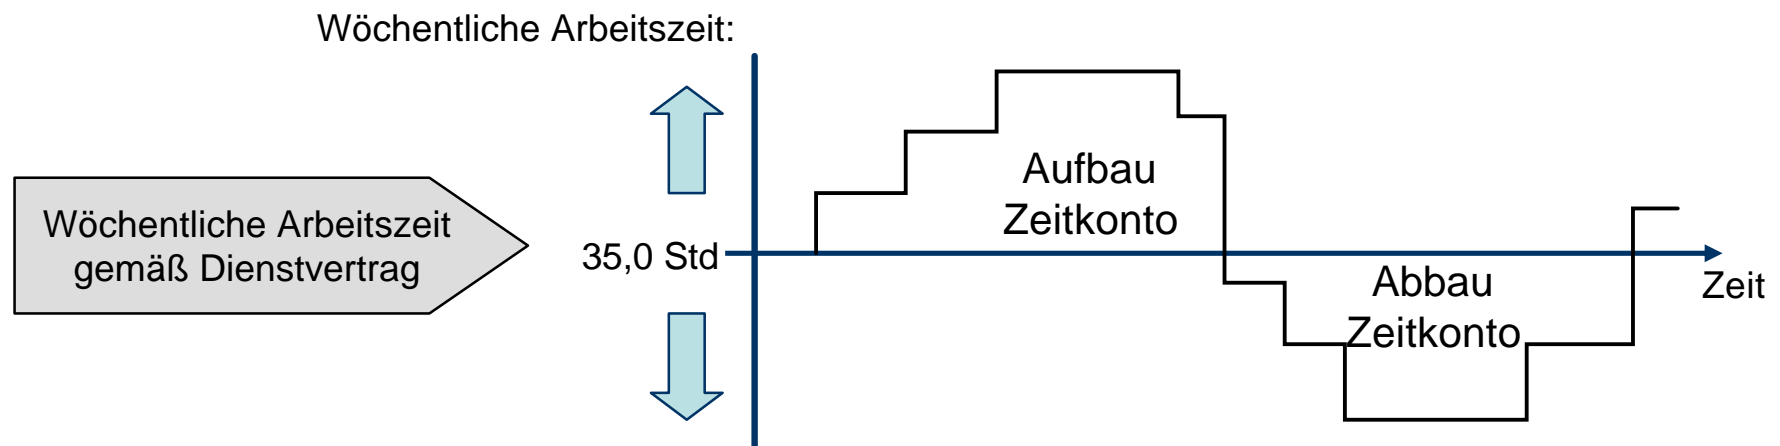 Wöchentliche Arbeitszeit:
Aufbau
Zeitkonto
Wöchentliche Arbeitszeit
gemäß Dienstvertrag
35,0 Std
Abbau
Zeitkonto
Zeit